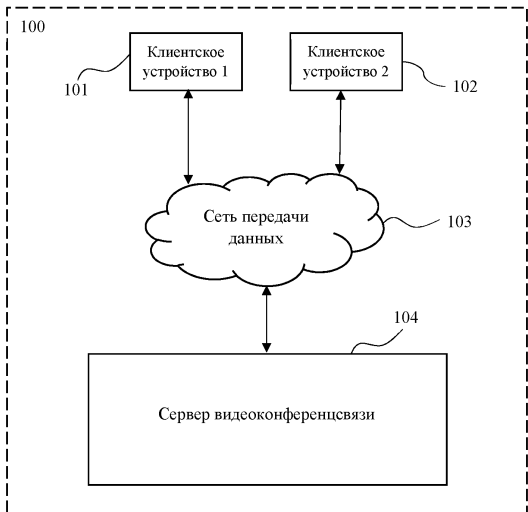 100
Клиентское
устройство 1
101
Клиентское
устройство 2
102
Сеть передачи
данных
103
104
Сервер видеоконференцсвязи